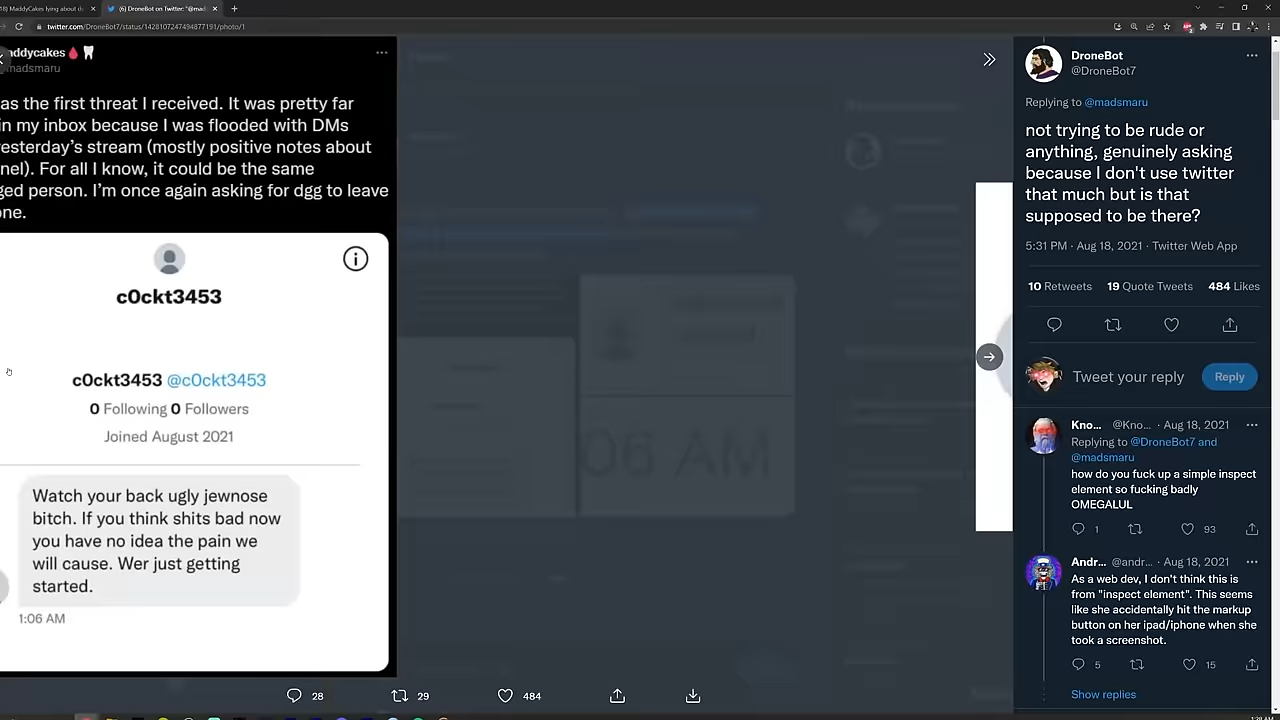 (8) MaddyCakes lying about d
(6) DroneBot on Twitter: "@mad
twitter.com/DroneBot7/status/1428107247494877191/photo/1
addycakes
madsmaru
as the first threat I received. It was pretty far
in my inbox because I was flooded with DMs
yesterday's stream (mostly positive notes about
nel). For all I know, it could be the same
ged person. I'm once again asking for dgg to leave
one.
c0ckt3453
c0ckt3453 @c0ckt3453
0 Following 0 Followers
Joined August 2021
Watch your back ugly jewnose
bitch. If you think shits bad now
you have no idea the pain we
will cause. Wer just getting
started.
1:06 AM
06 AM
28
29
484
DroneBot
@DroneBot7
Replying to @madsmaru
not trying to be rude or
anything, genuinely asking
because I don't use twitter
that much but is that
supposed to be there?
5:31 PM · Aug 18, 2021 · Twitter Web App
10 Retweets 19 Quote Tweets 484 Likes
Tweet your reply
Reply
Kno... @Kno... · Aug 18, 2021
Replying to @DroneBot7 and
@madsmaru
how do you fuck up a simple inspect
element so fucking badly
OMEGALUL
1
93
Andr... @andr... · Aug 18, 2021
As a web dev, I don't think this is
from "inspect element". This seems
like she accidentally hit the markup
button on her ipad/iphone when she
took a screenshot.
5
15
Show replies